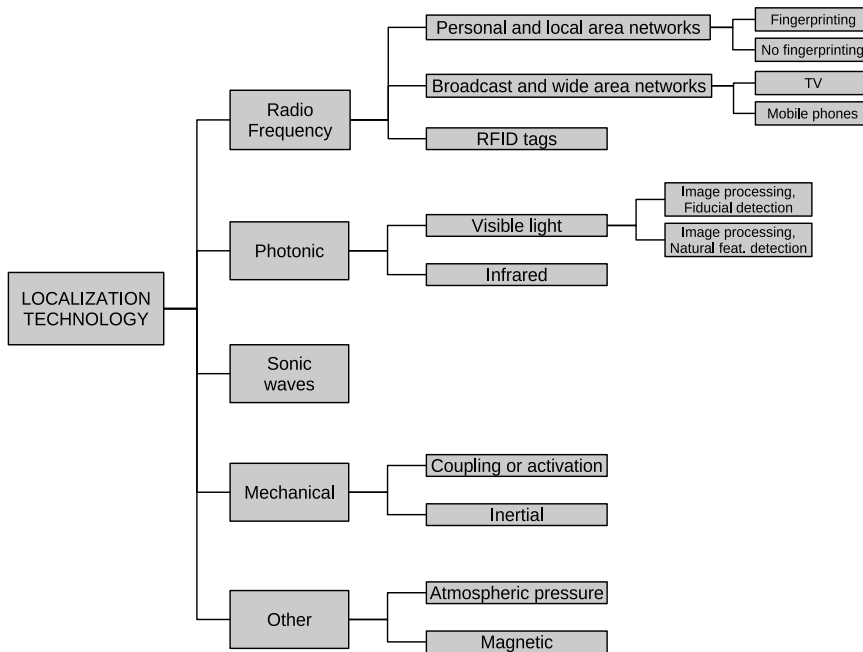 LOCALIZATION
TECHNOLOGY
Radio
Frequency
Personal and local area networks
Fingerprinting
No fingerprinting
Broadcast and wide area networks
TV
Mobile phones
RFID tags
Photonic
Visible light
Image processing,
Fiducial detection
Image processing,
Natural feat. detection
Infrared
Sonic
waves
Mechanical
Coupling or activation
Inertial
Other
Atmospheric pressure
Magnetic